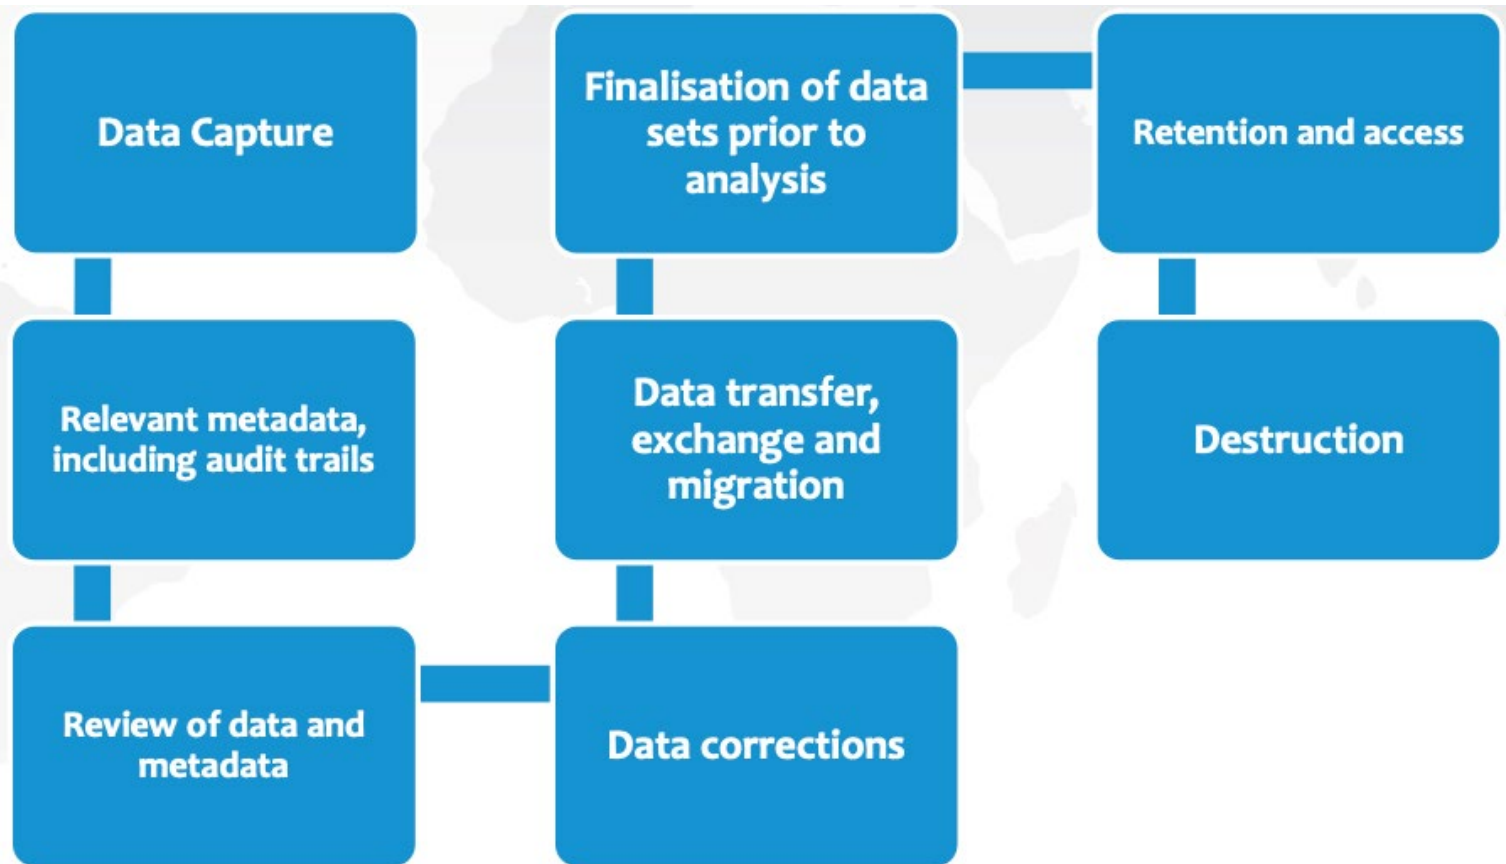 Data Capture
Relevant metadata,
including audit trails
Review of data and
metadata
Data corrections
Data transfer,
exchange and
migration
Finalisation of data
sets prior to
analysis
Retention and access
Destruction